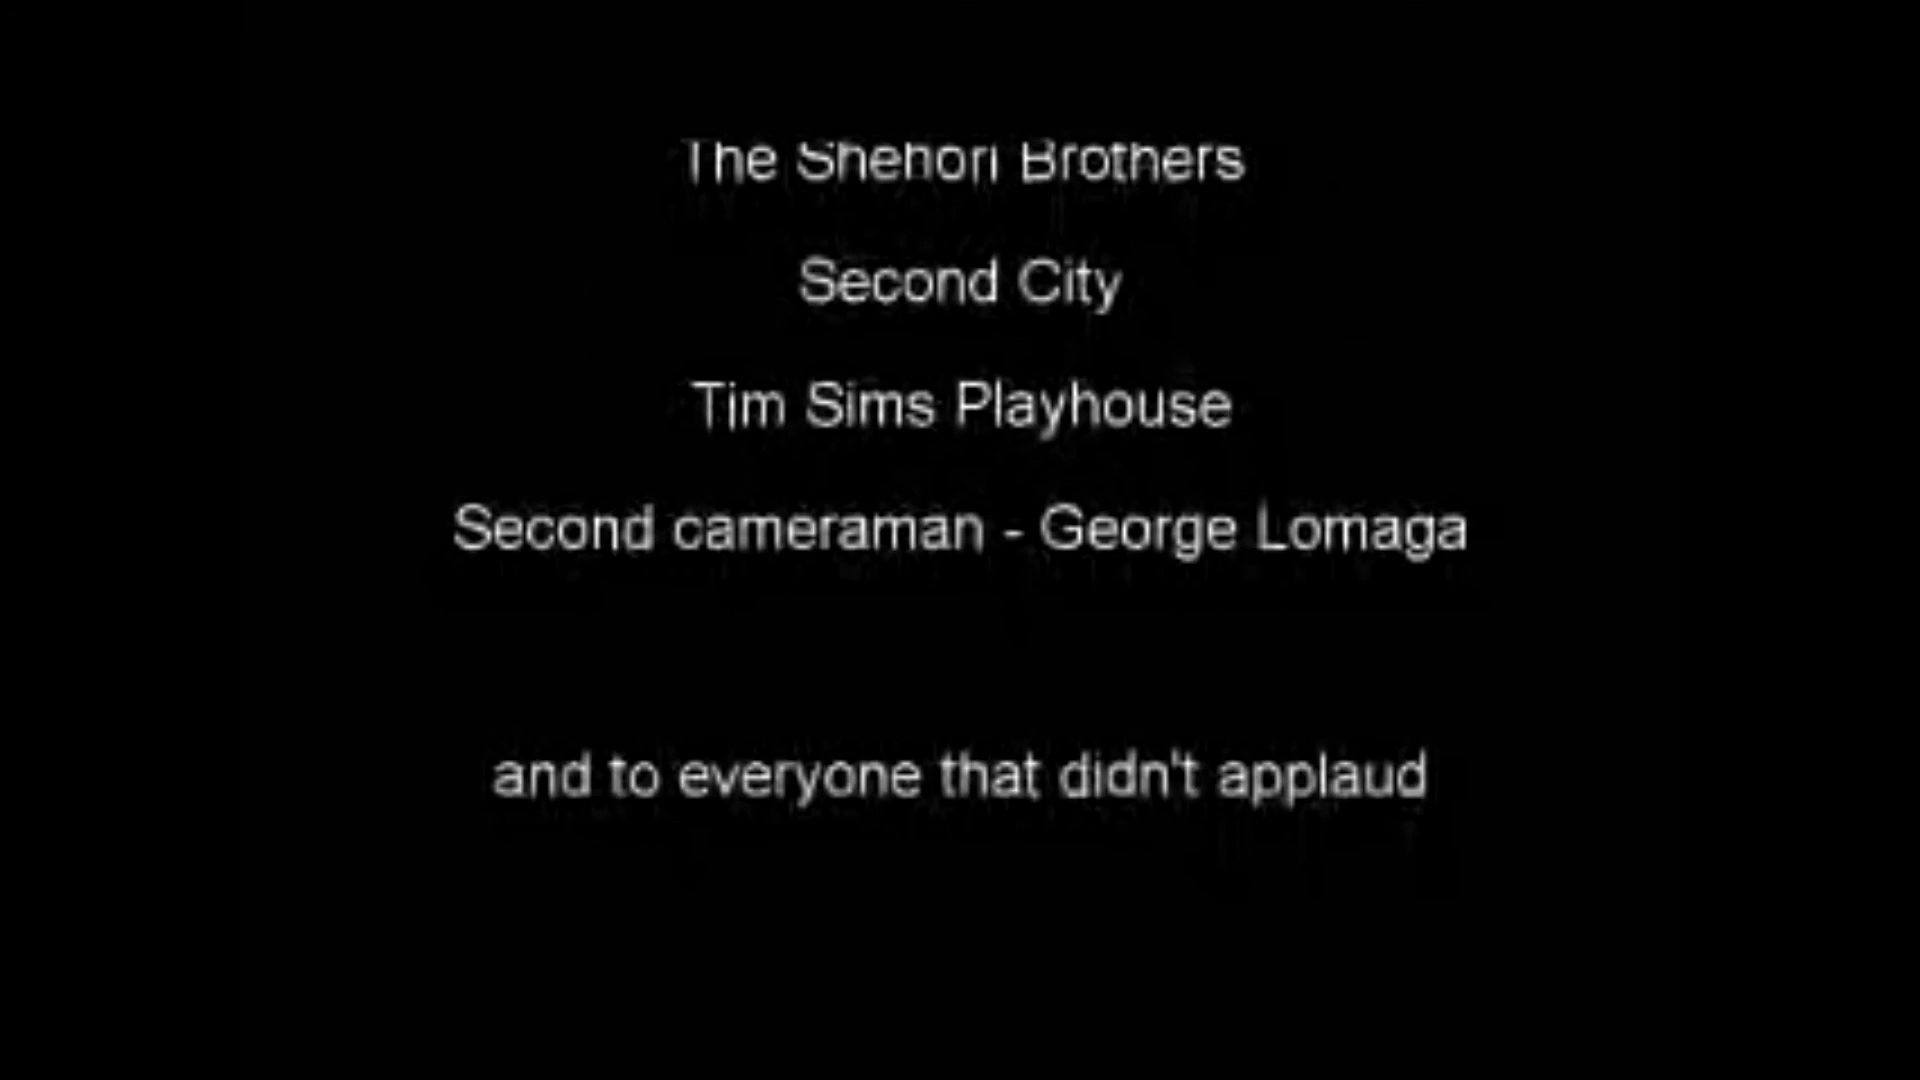 The Shehori Brothers
Second City
Tim Sims Playhouse
Second cameraman - George Lomaga
and to everyone that didn't applaud